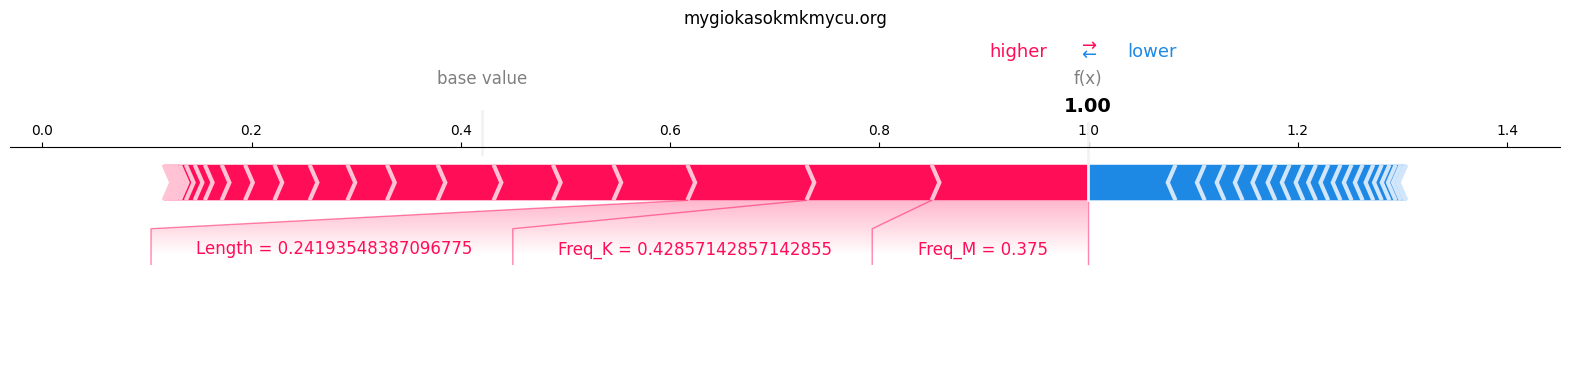 mygiokasokmkmycu.org
higher ⇄ lower
base value
f(x)
1.00
0.0 0.2 0.4 0.6 0.8 1.0 1.2 1.4
Length = 0.24193548387096775
Freq_K = 0.42857142857142855
Freq_M = 0.375